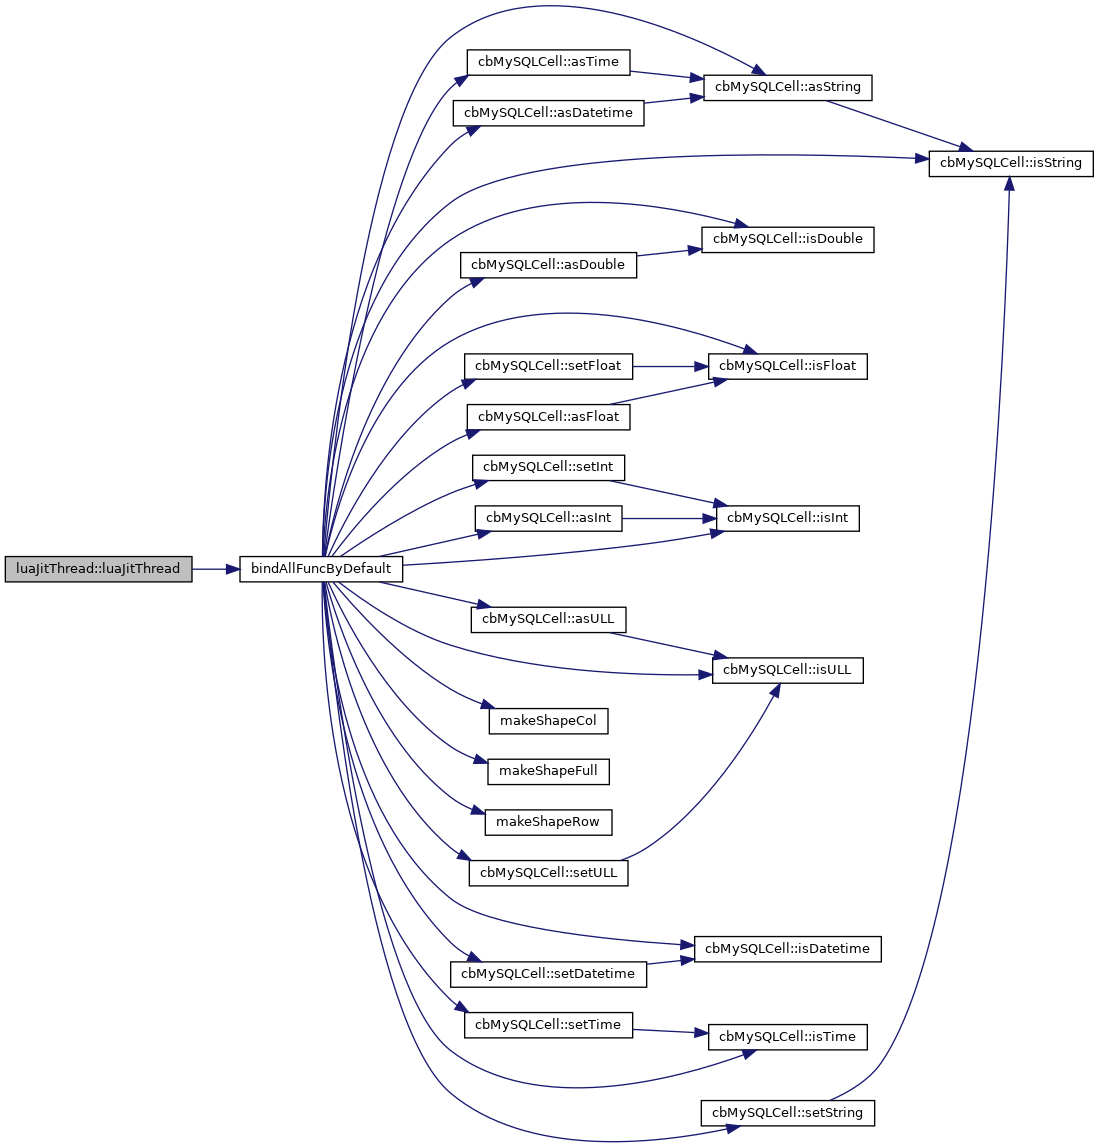 cbMySQLCell::asTime
cbMySQLCell::asString
cbMySQLCell::asDatetime
cbMySQLCell::isString
cbMySQLCell::isDouble
cbMySQLCell::asDouble
cbMySQLCell::setFloat
cbMySQLCell::isFloat
cbMySQLCell::asFloat
cbMySQLCell::setInt
cbMySQLCell::asInt
cbMySQLCell::isInt
luaJitThread::luaJitThread
bindAllFuncByDefault
cbMySQLCell::asULL
cbMySQLCell::isULL
makeShapeCol
makeShapeFull
makeShapeRow
cbMySQLCell::setULL
cbMySQLCell::isDatetime
cbMySQLCell::setDatetime
cbMySQLCell::setTime
cbMySQLCell::isTime
cbMySQLCell::setString